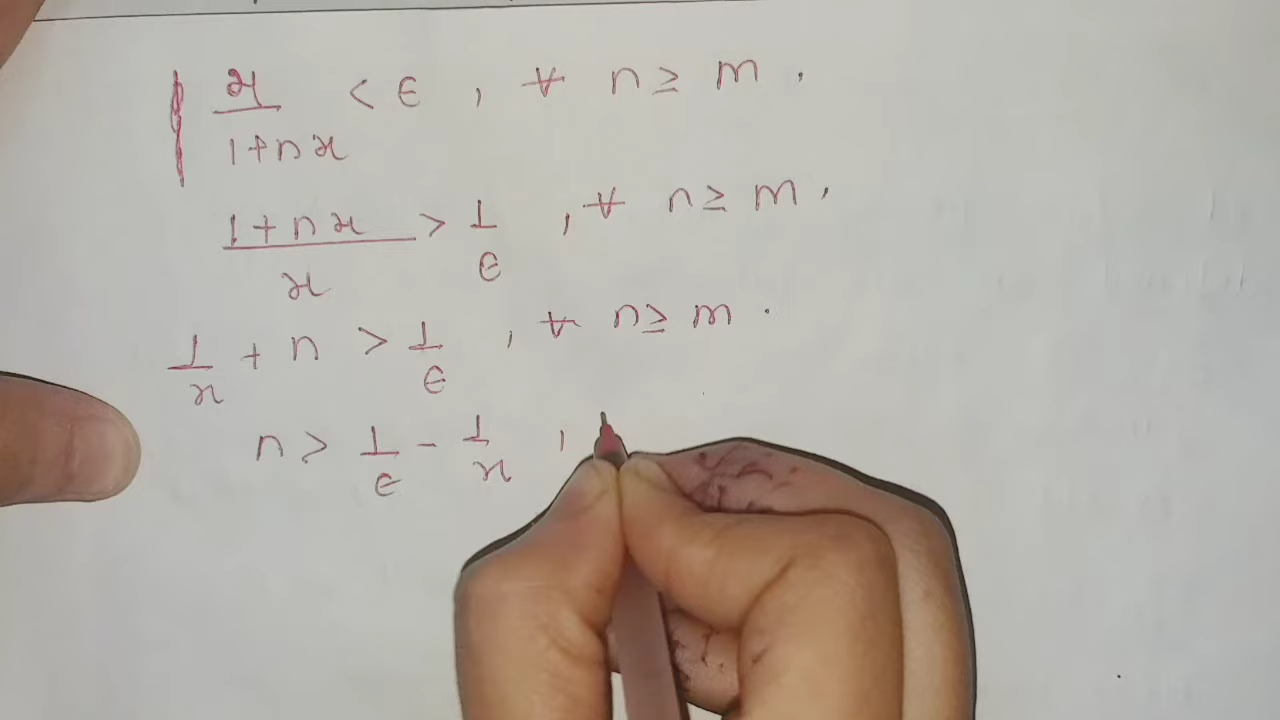 | x/(1+nx) < ϵ , ∀ n ≥ m .
(1+nx)/x > 1/ϵ , ∀ n ≥ m ,
1/x + n > 1/ϵ , ∀ n ≥ m .
n > 1/ϵ - 1/x ,